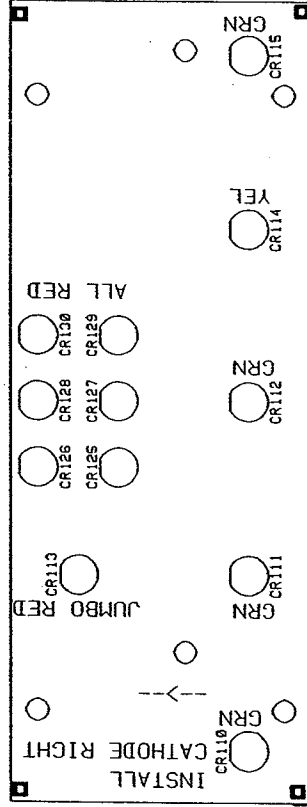 GRN
CR115
YEL
CR114
ALL RED
CR130
CR129
CR128
CR127
GRN
CR112
CR126
CR125
CR113
JUMBO RED
CR111
GRN
GRN
CR110
INSTALL
CATHODE RIGHT